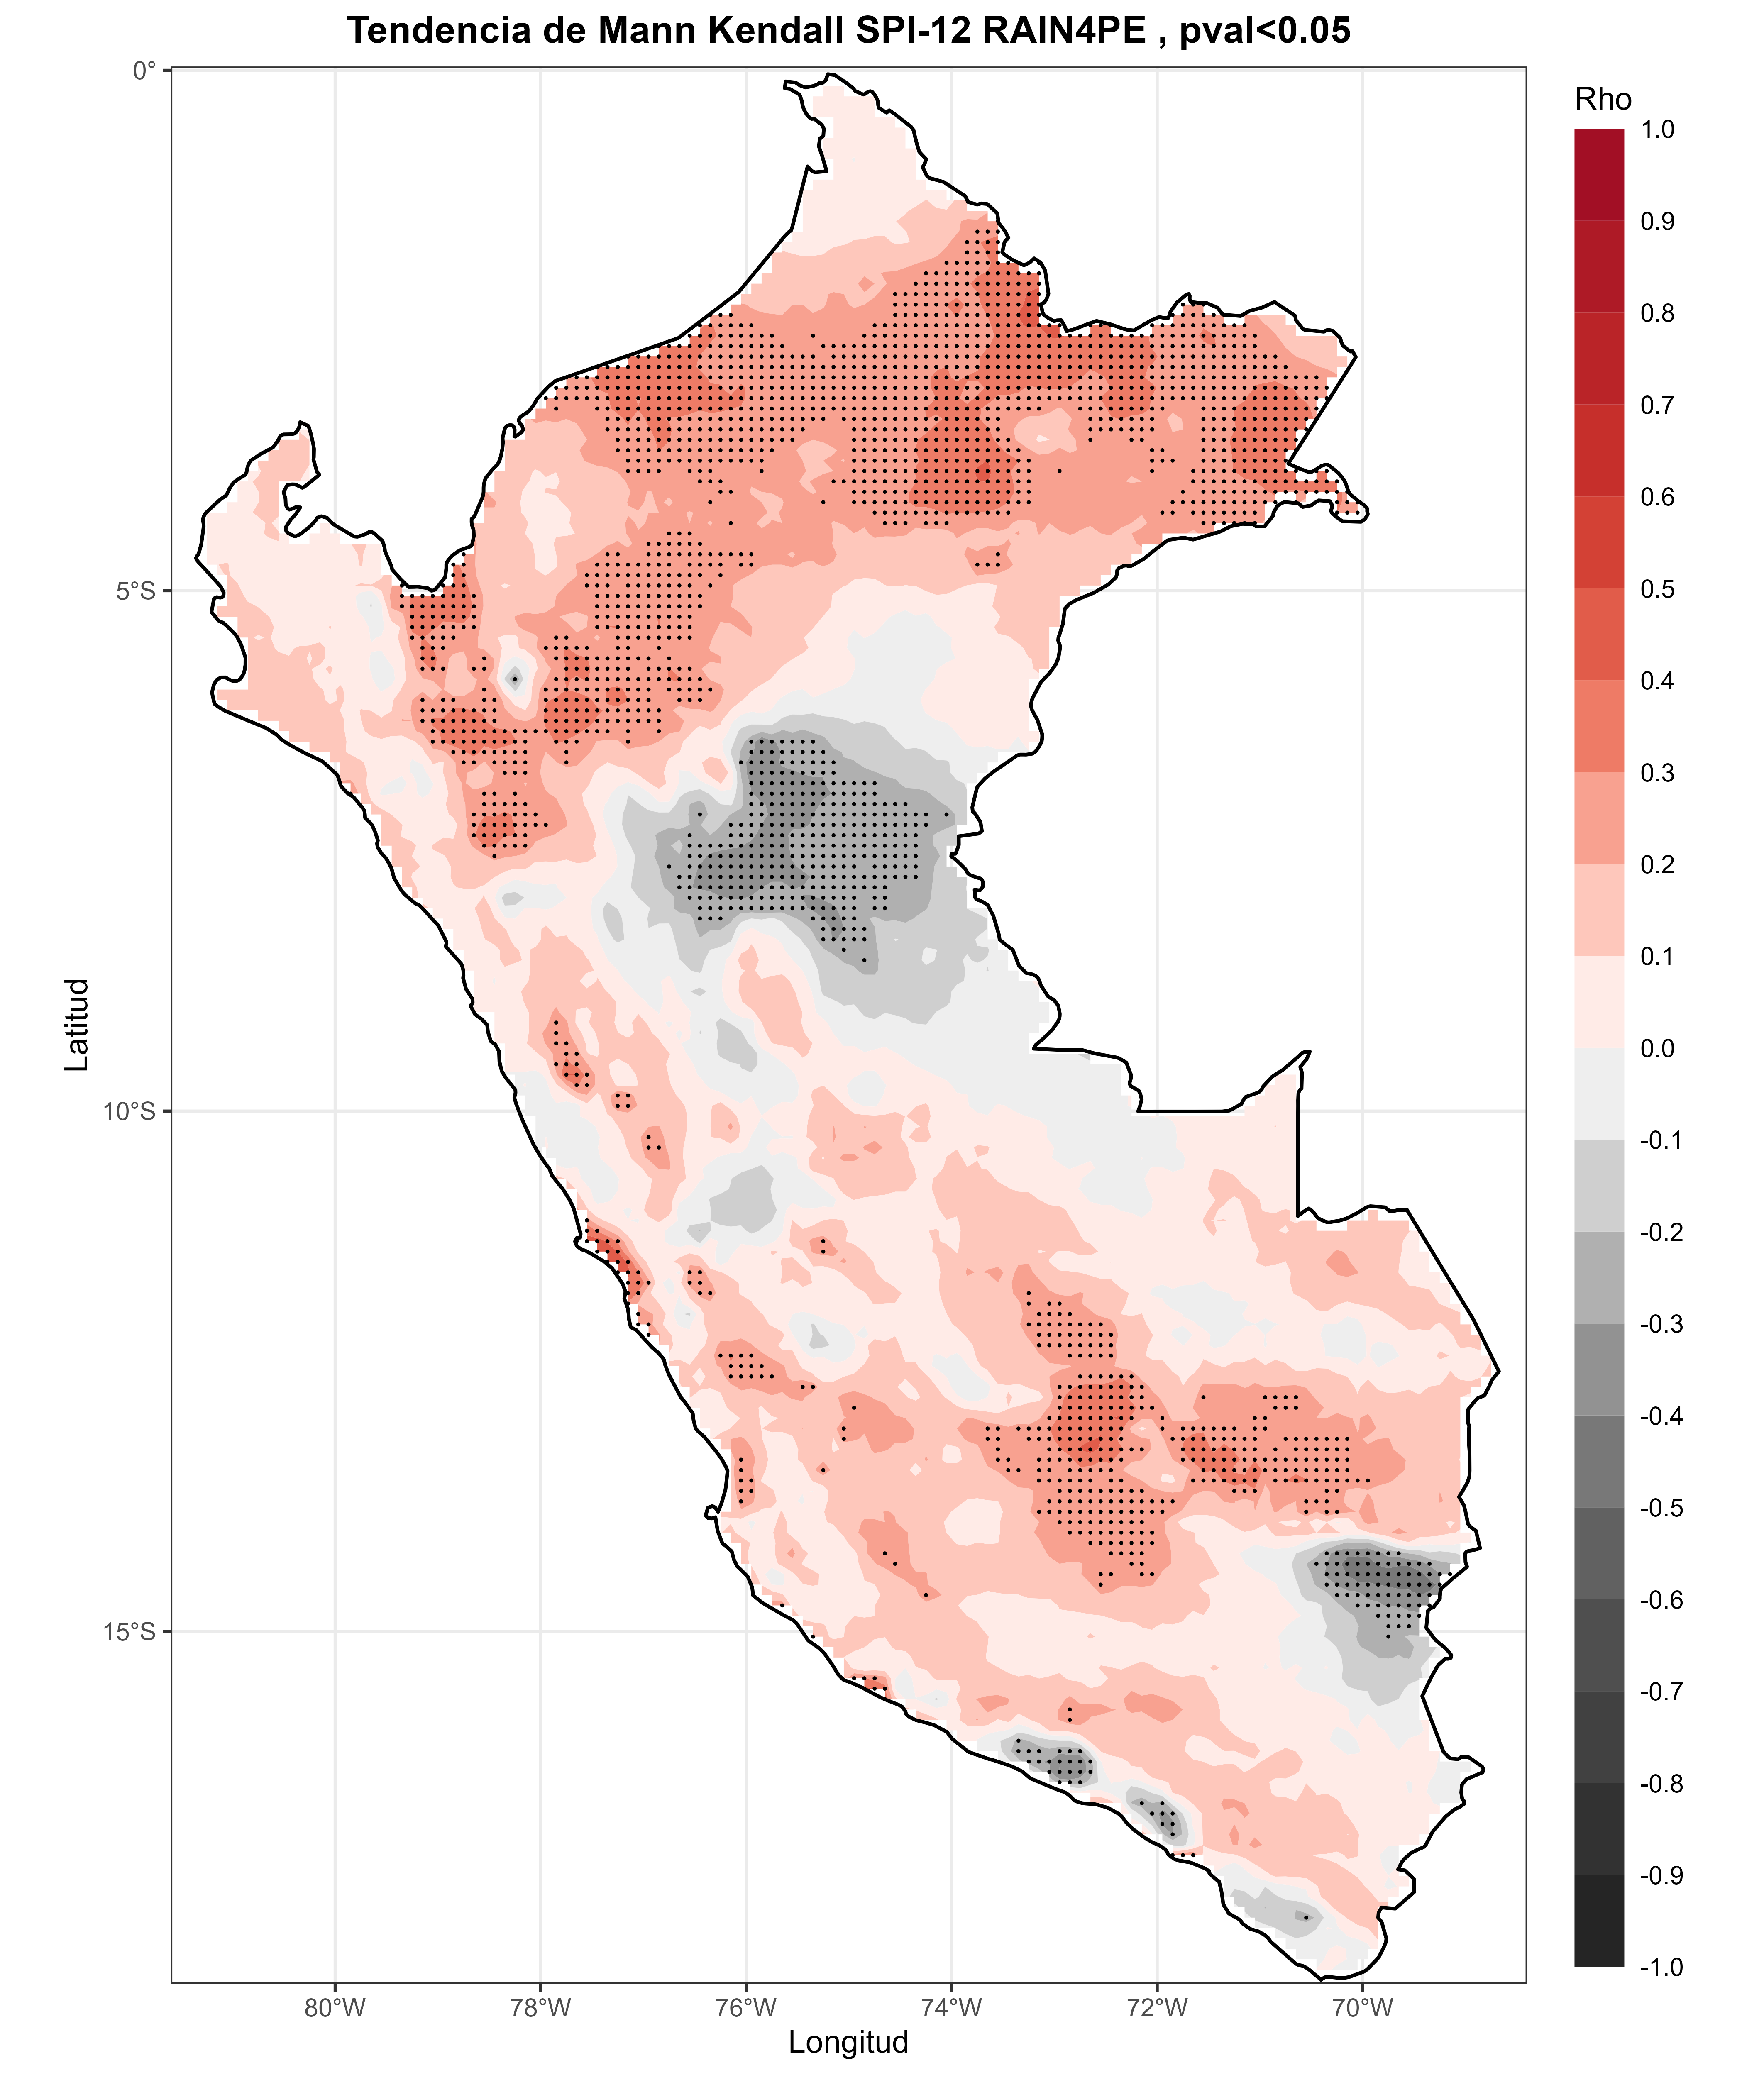 Tendencia de Mann Kendall SPI-12 RAIN4PE , pval<0.05
0°
5°S
10°S
15°S
Latitud
80°W
78°W
76°W
74°W
72°W
70°W
Longitud
Rho
1.0
0.9
0.8
0.7
0.6
0.5
0.4
0.3
0.2
0.1
0.0
-0.1
-0.2
-0.3
-0.4
-0.5
-0.6
-0.7
-0.8
-0.9
-1.0